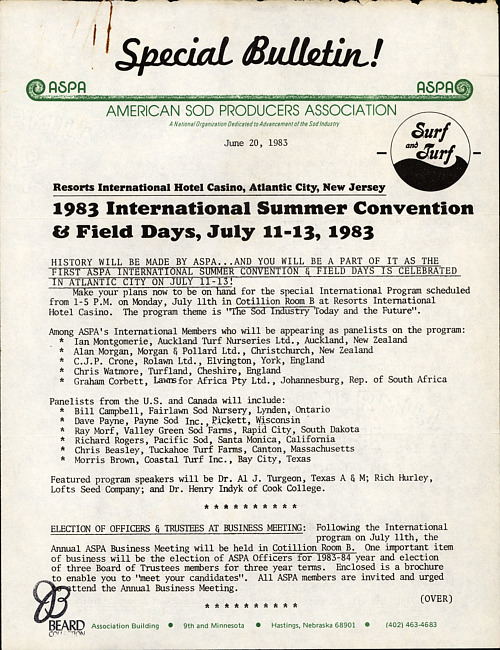 Special Bulletin!
ASPA ASPA
AMERICAN SOD PRODUCERS ASSOCIATION
A National Organization Dedicated to Advancement of the Sod Industry
June 20, 1983
Surf
and
Turf
Resorts International Hotel Casino, Atlantic City, New Jersey
1983 International Summer Convention
& Field Days, July 11-13, 1983
HISTORY WILL BE MADE BY ASPA...AND YOU WILL BE A PART OF IT AS THE
FIRST ASPA INTERNATIONAL SUMMER CONVENTION & FIELD DAYS IS CELEBRATED
IN ATLANTIC CITY ON JULY 11-13!
Make your plans now to be on hand for the special International Program scheduled
from 1-5 P.M. on Monday, July 11th in Cotillion Room B at Resorts International
Hotel Casino. The program theme is "The Sod Industry Today and the Future".
Among ASPA's International Members who will be appearing as panelists on the program:
* Ian Montgomerie, Auckland Turf Nurseries Ltd., Auckland, New Zealand
* Alan Morgan, Morgan & Pollard Ltd., Christchurch, New Zealand
* C.J.P. Crone, Rolawn Ltd., Elvington, York, England
* Chris Watmore, Turfland, Cheshire, England
* Graham Corbett, Lawns for Africa Pty Ltd., Johannesburg, Rep. of South Africa
Panelists from the U.S. and Canada will include:
* Bill Campbell, Fairlawn Sod Nursery, Lynden, Ontario
* Dave Payne, Payne Sod Inc., Pickett, Wisconsin
* Ray Morf, Valley Green Sod Farms, Rapid City, South Dakota
* Richard Rogers, Pacific Sod, Santa Monica, California
* Chris Beasley, Tuckahoe Turf Farms, Canton, Massachusetts
* Morris Brown, Coastal Turf Inc., Bay City, Texas
Featured program speakers will be Dr. Al J. Turgeon, Texas A & M; Rich Hurley,
Lofts Seed Company; and Dr. Henry Indyk of Cook College.
* * * * * * * * * *
ELECTION OF OFFICERS & TRUSTEES AT BUSINESS MEETING: Following the International
program on July 11th, the
Annual ASPA Business Meeting will be held in Cotillion Room B. One important item
of business will be the election of ASPA Officers for 1983-84 year and election
of three Board of Trustees members for three year terms. Enclosed is a brochure
to enable you to "meet your candidates". All ASPA members are invited and urged
attend the Annual Business Meeting.
(OVER)
* * * * * * * * * *
JB
BEARD
Association Building • 9th and Minnesota • Hastings, Nebraska 68901 • (402) 463-4683